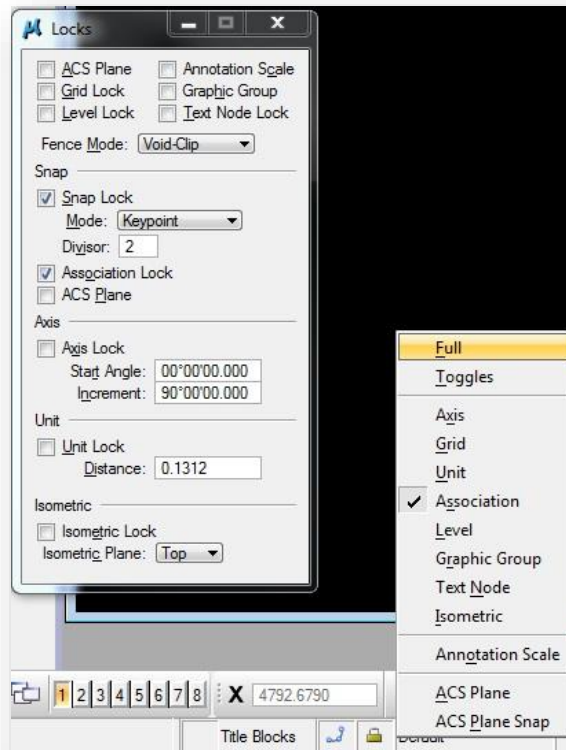 Locks
ACS Plane Annotation Scale
Grid Lock Graphic Group
Level Lock Text Node Lock
Fence Mode: Void-Clip
Snap
Snap Lock
Mode: Keypoint
Divisor: 2
Association Lock
ACS Plane
Axis
Axis Lock
Start Angle: 00°00'00.000
Increment: 90°00'00.000
Unit
Unit Lock
Distance: 0.1312
Isometric
Isometric Lock
Isometric Plane: Top
Full
Toggles
Axis
Grid
Unit
Association
Level
Graphic Group
Text Node
Isometric
Annotation Scale
ACS Plane
ACS Plane Snap
1 2 3 4 5 6 7 8 X 4792.6790
Title Blocks Default